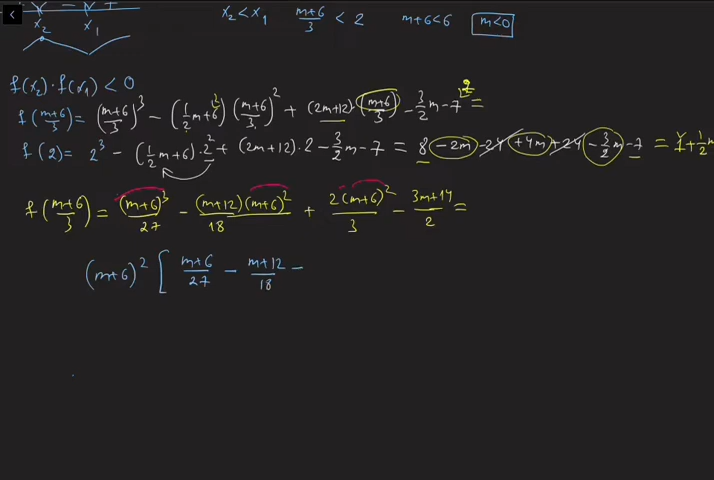 x₂ < x₁   (m+6)/3 < 2   m+6<6   m<0
x₂   x₁
f(x₂)·f(x₁) < 0
f((m+6)/3) = ((m+6)/3)³ − (½m+6)((m+6)/3)² + (2m+12)·((m+6)/3) − (3/2)m−7 =
f(2) = 2³ − (½m+6)·2² + (2m+12)·2 − (3/2)m−7 = 8 −2m −24 +4m +24 −(3/2)m −7 = 1+½m
f((m+6)/3) = (m+6)³/27 − (m+12)(m+6)²/18 + 2(m+6)²/3 − (3m+14)/2 =
(m+6)² [ (m+6)/27 − (m+12)/18 −